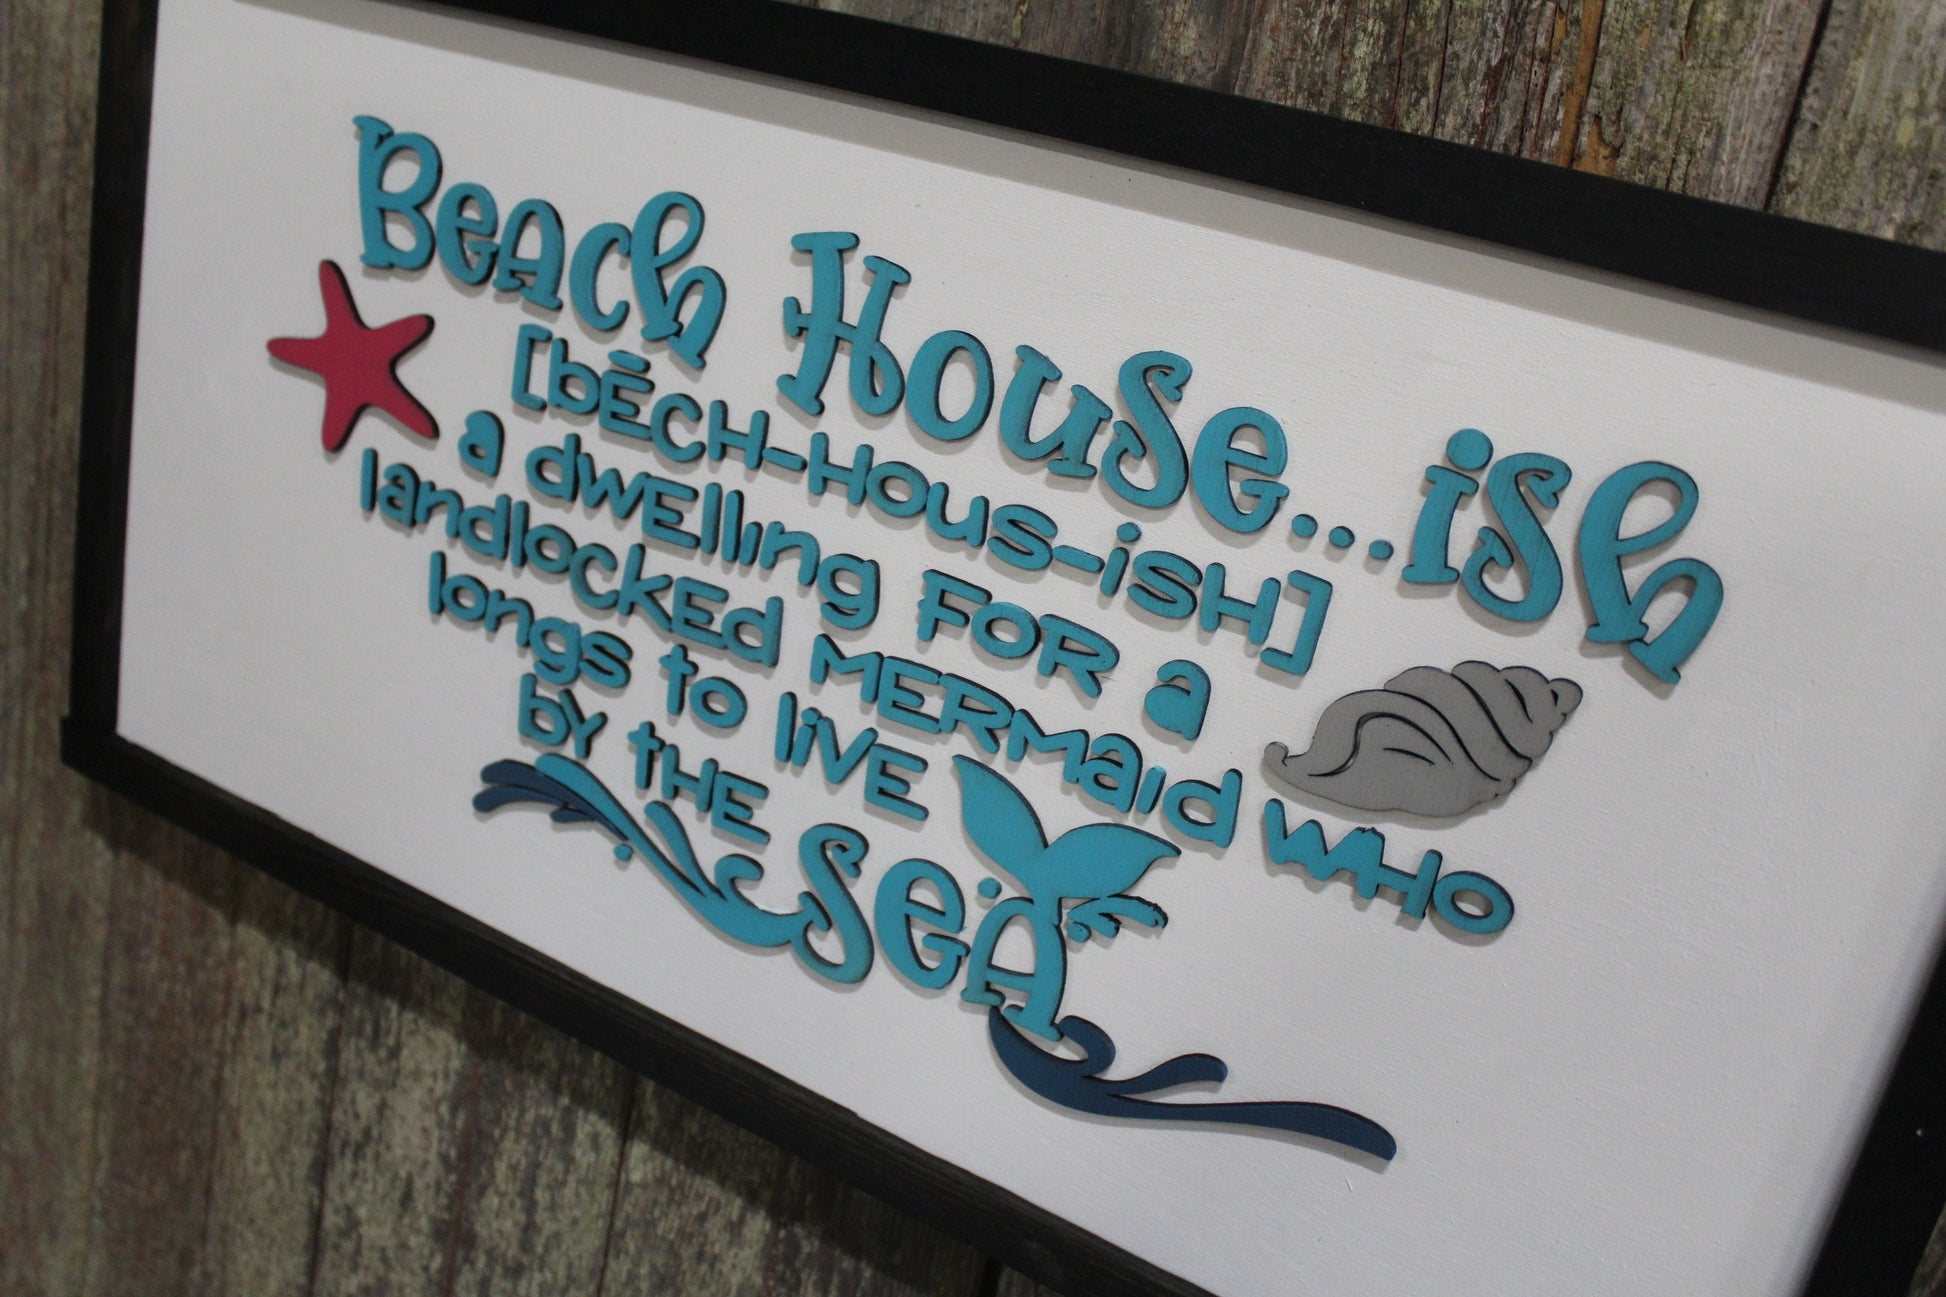 Beach House...ish
[bēch-hous-ish]
a dwelling for a
landlocked mermaid who
longs to live
by the
Sea